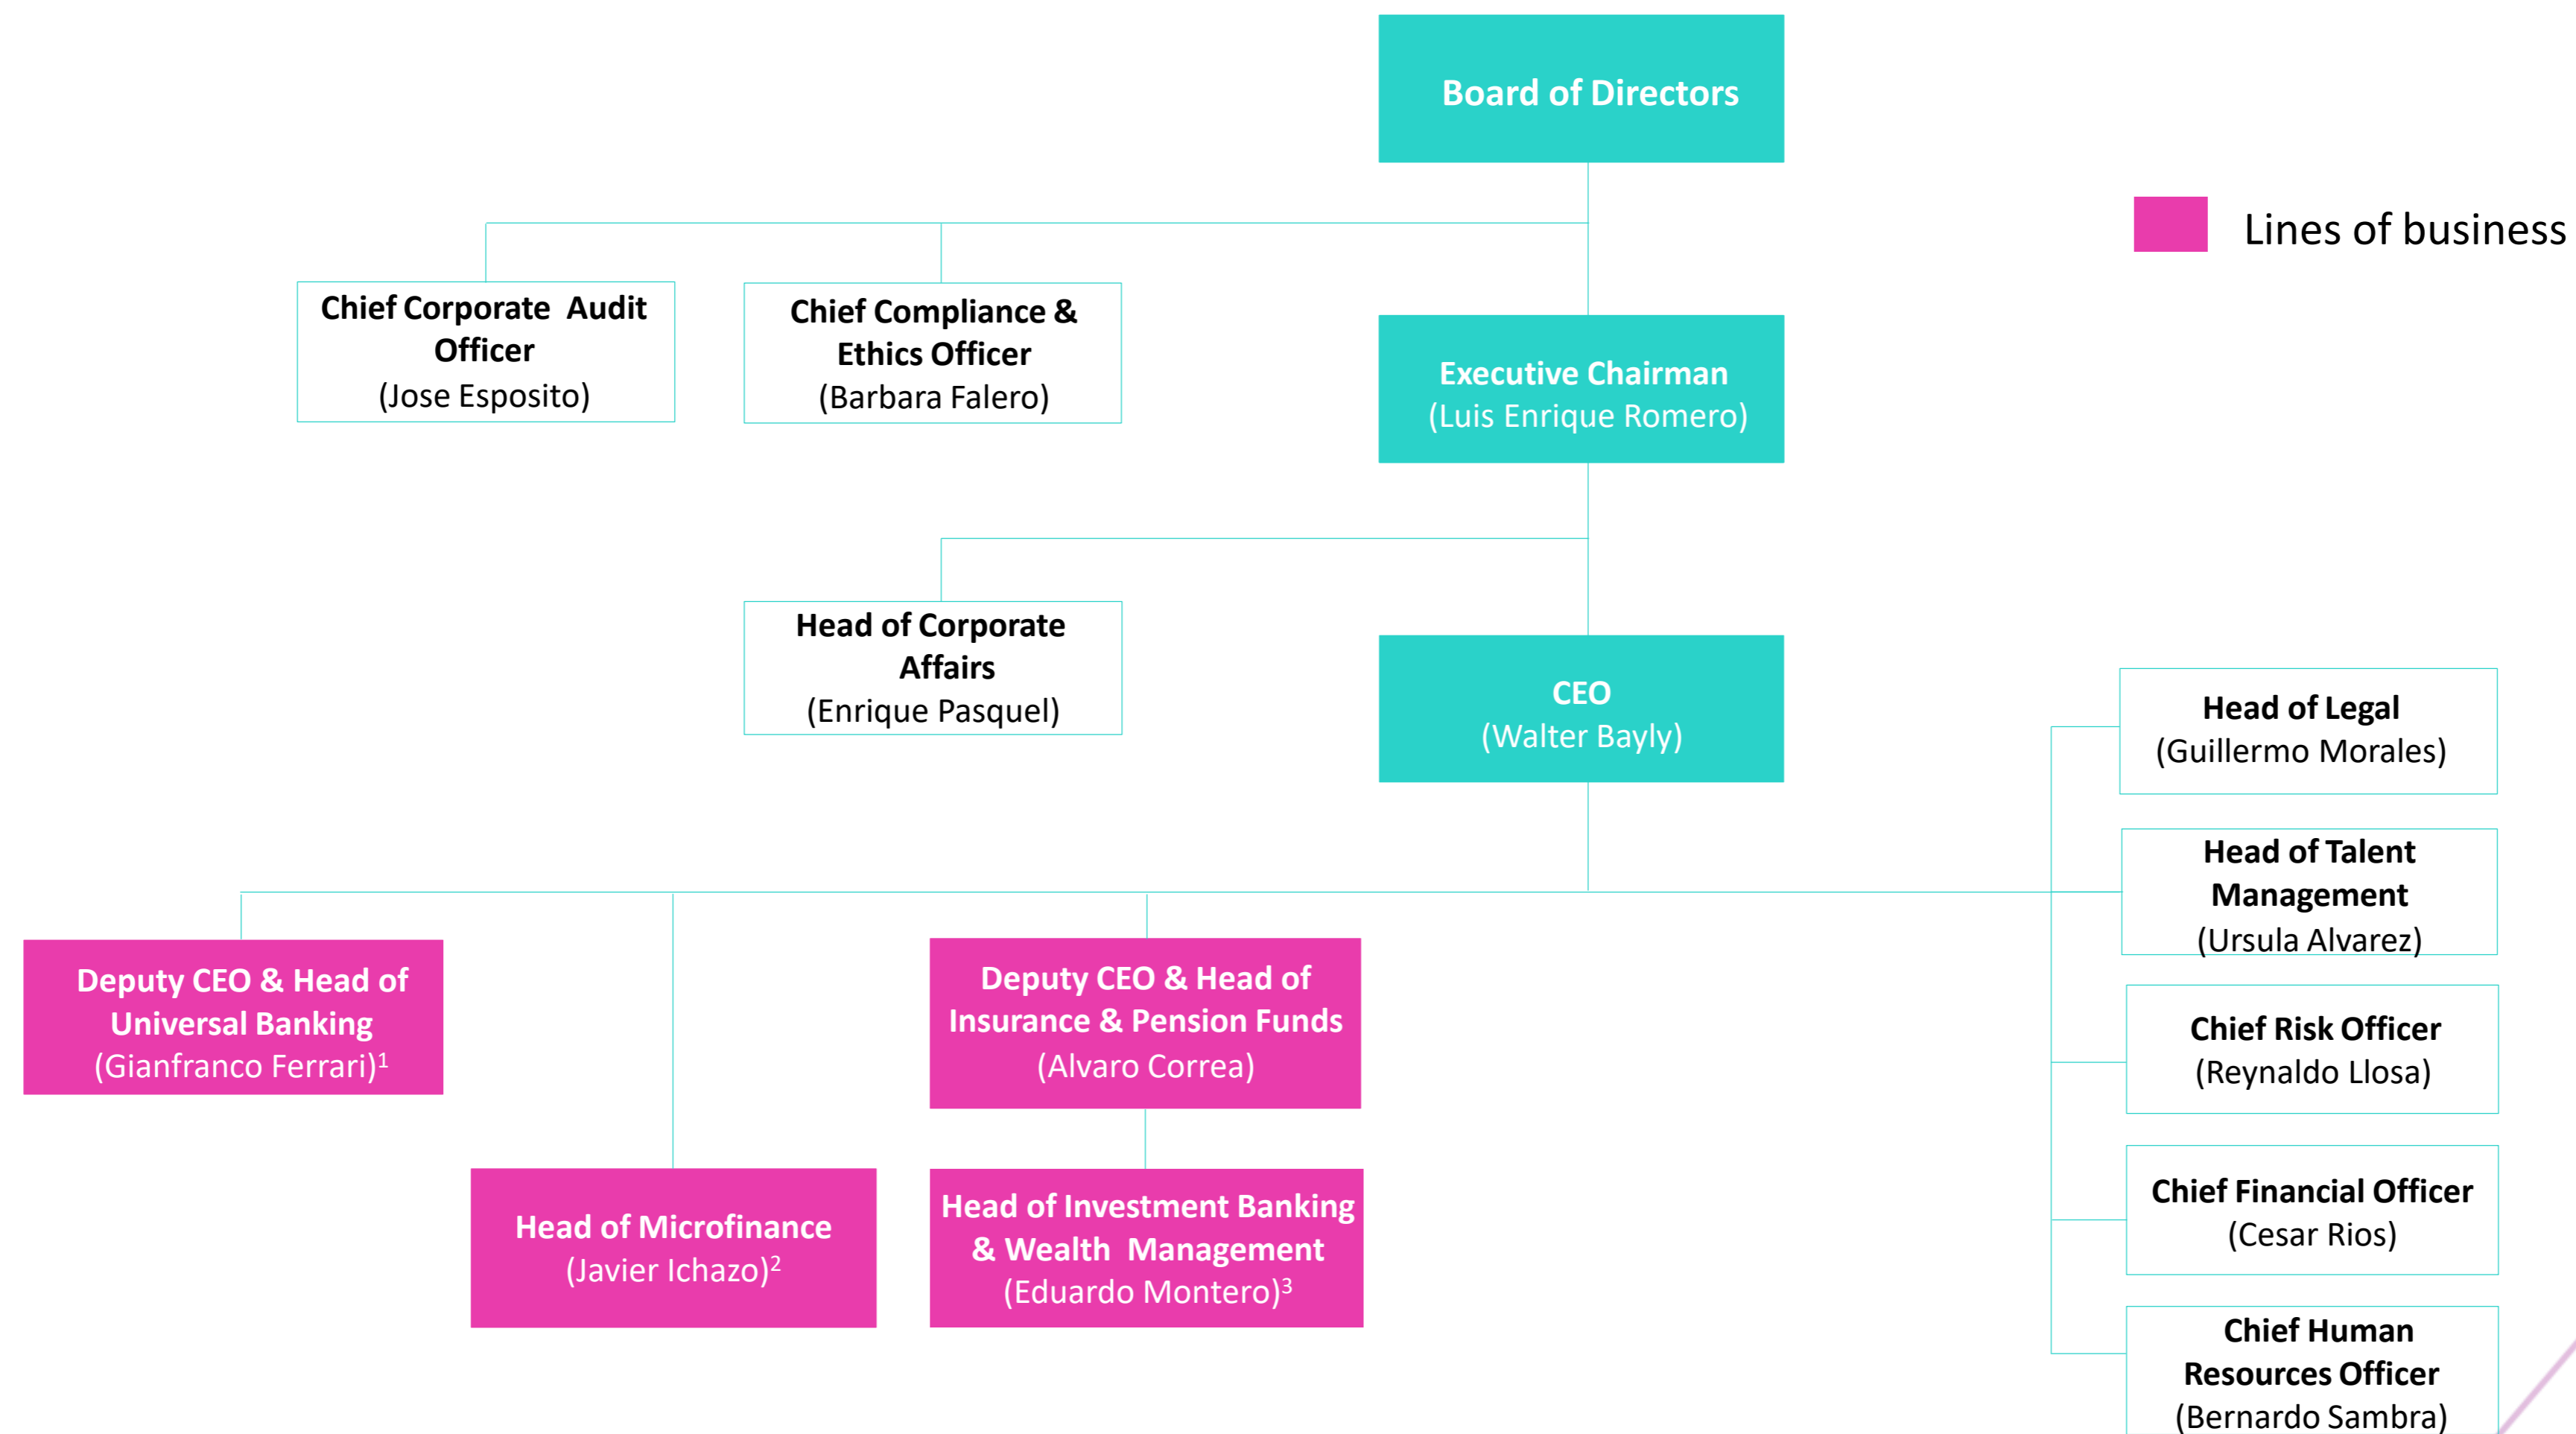 Board of Directors
Lines of business
Chief Corporate Audit
Officer
(Jose Esposito)
Chief Compliance &
Ethics Officer
(Barbara Falero)
Executive Chairman
(Luis Enrique Romero)
Head of Corporate
Affairs
(Enrique Pasquel)
CEO
(Walter Bayly)
Head of Legal
(Guillermo Morales)
Head of Talent
Management
(Ursula Alvarez)
Deputy CEO & Head of
Universal Banking
(Gianfranco Ferrari)1
Deputy CEO & Head of
Insurance & Pension Funds
(Alvaro Correa)
Chief Risk Officer
(Reynaldo Llosa)
Head of Microfinance
(Javier Ichazo)2
Head of Investment Banking
& Wealth Management
(Eduardo Montero)3
Chief Financial Officer
(Cesar Rios)
Chief Human
Resources Officer
(Bernardo Sambra)